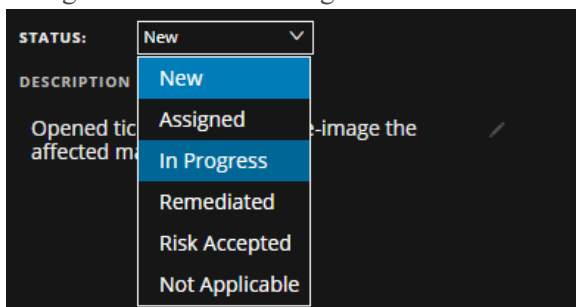 STATUS: New
DESCRIPTION
New
Assigned
Opened tic e-image the
affected ma
In Progress
Remediated
Risk Accepted
Not Applicable